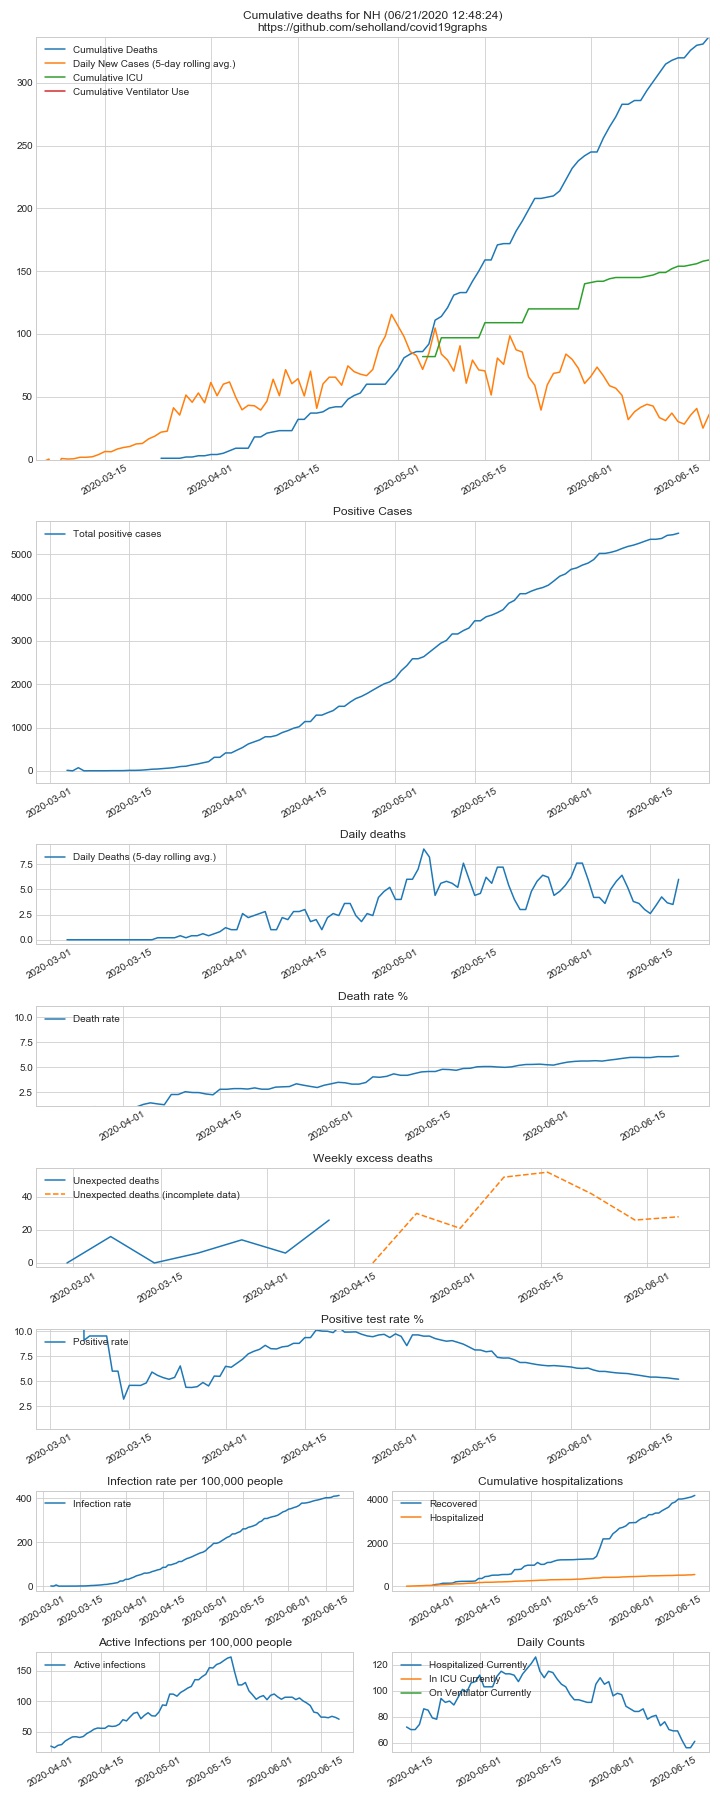 Cumulative deaths for NH (06/21/2020 12:48:24)
https://github.com/seholland/covid19graphs
Cumulative Deaths
Daily New Cases (5-day rolling avg.)
Cumulative ICU
Cumulative Ventilator Use
300
250
200
150
100
50
0
2020-03-15 2020-04-01 2020-04-15 2020-05-01 2020-05-15 2020-06-01 2020-06-15
Positive Cases
Total positive cases
5000
4000
3000
2000
1000
0
2020-03-01 2020-03-15 2020-04-01 2020-04-15 2020-05-01 2020-05-15 2020-06-01 2020-06-15
Daily deaths
Daily Deaths (5-day rolling avg.)
7.5
5.0
2.5
0.0
2020-03-01 2020-03-15 2020-04-01 2020-04-15 2020-05-01 2020-05-15 2020-06-01 2020-06-15
Death rate %
Death rate
10.0
7.5
5.0
2.5
2020-04-01 2020-04-15 2020-05-01 2020-05-15 2020-06-01 2020-06-15
Weekly excess deaths
Unexpected deaths
Unexpected deaths (incomplete data)
40
20
0
2020-03-01 2020-03-15 2020-04-01 2020-04-15 2020-05-01 2020-05-15 2020-06-01
Positive test rate %
Positive rate
10.0
7.5
5.0
2.5
2020-03-01 2020-03-15 2020-04-01 2020-04-15 2020-05-01 2020-05-15 2020-06-01 2020-06-15
Infection rate per 100,000 people
Infection rate
400
200
0
2020-03-01 2020-03-15 2020-04-01 2020-04-15 2020-05-01 2020-05-15 2020-06-01 2020-06-15
Cumulative hospitalizations
Recovered
Hospitalized
4000
2000
0
2020-04-01 2020-04-15 2020-05-01 2020-05-15 2020-06-01 2020-06-15
Active Infections per 100,000 people
Active infections
150
100
50
2020-04-01 2020-04-15 2020-05-01 2020-05-15 2020-06-01 2020-06-15
Daily Counts
Hospitalized Currently
In ICU Currently
On Ventilator Currently
120
100
80
60
2020-04-15 2020-05-01 2020-05-15 2020-06-01 2020-06-15